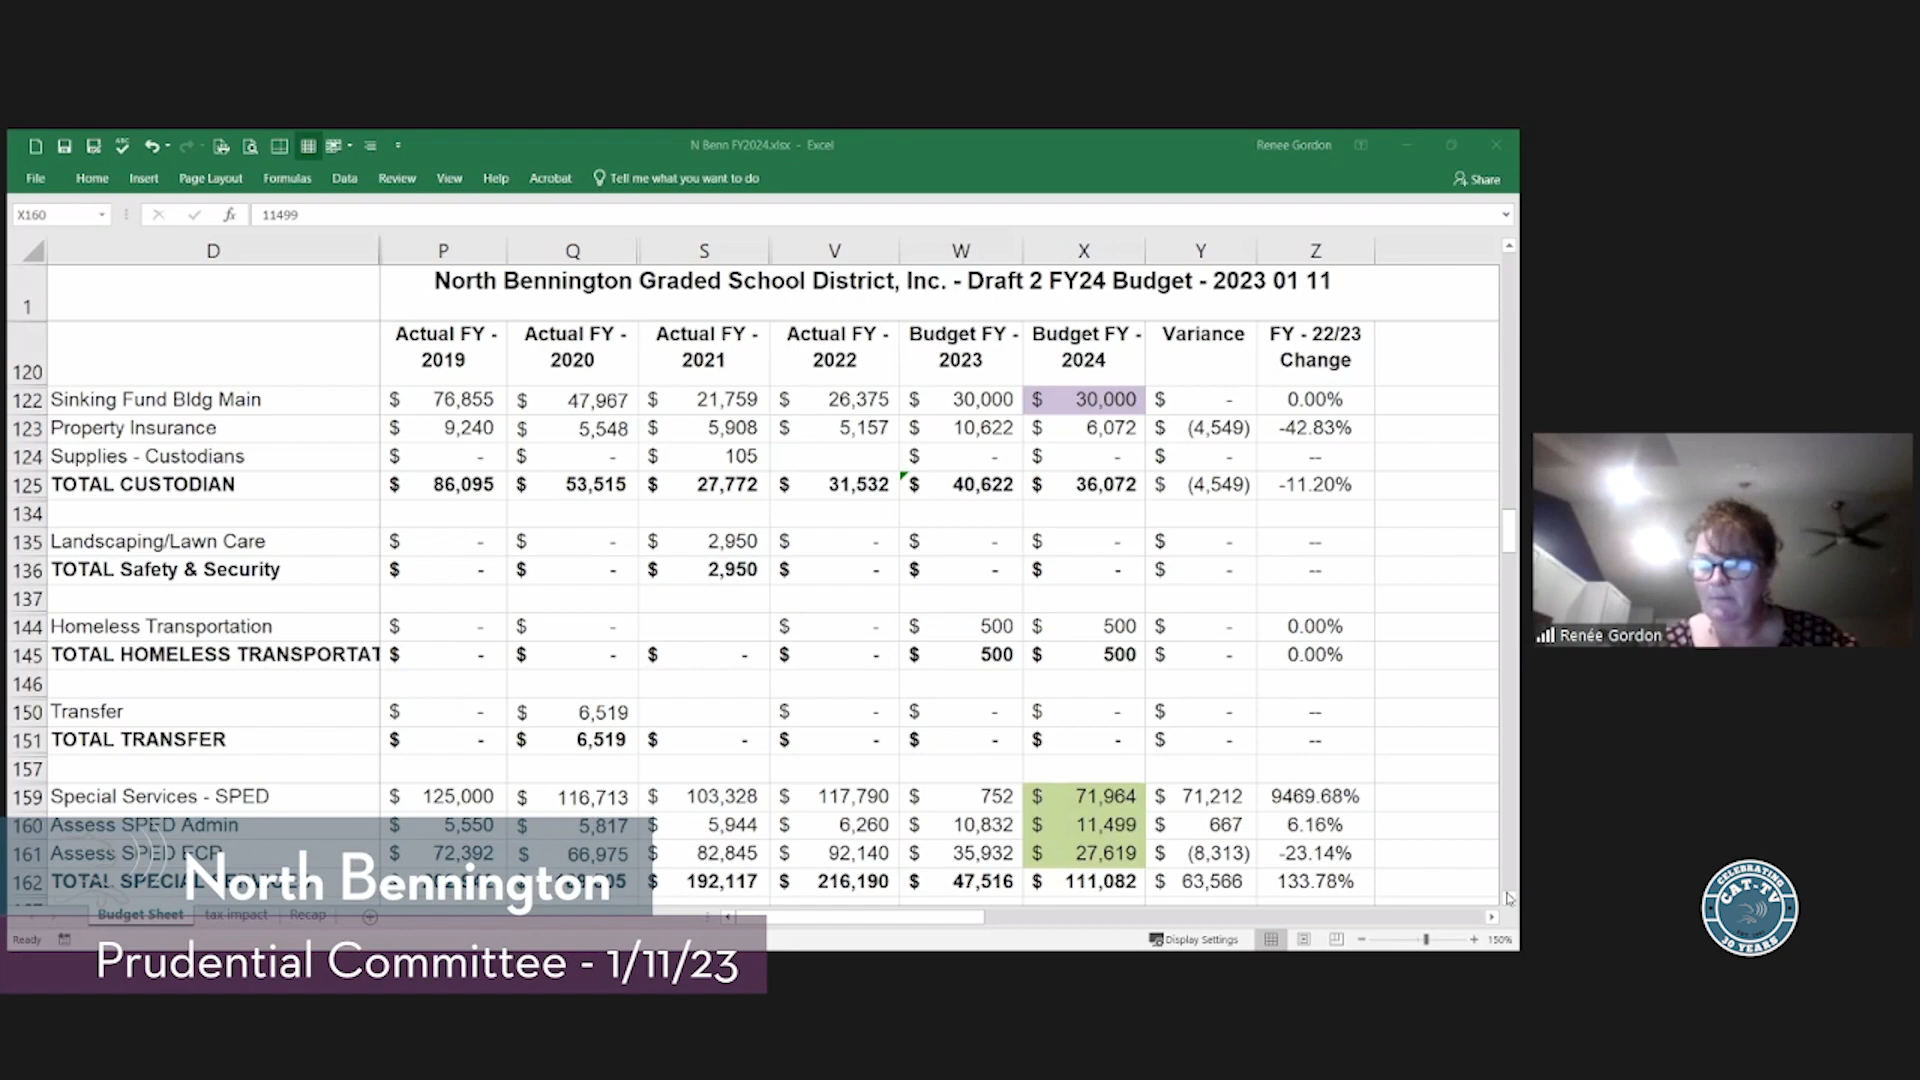 N Benn FY2024.xlsx - Excel
Renee Gordon
File Home Insert Page Layout Formulas Data Review View Help Acrobat Tell me what you want to do Share
X160 fx 11499
D P Q S V W X Y Z
1 North Bennington Graded School District, Inc. - Draft 2 FY24 Budget - 2023 01 11
Actual FY - Actual FY - Actual FY - Actual FY - Budget FY - Budget FY - Variance FY - 22/23
120 2019 2020 2021 2022 2023 2024 Change
122 Sinking Fund Bldg Main $ 76,855 $ 47,967 $ 21,759 $ 26,375 $ 30,000 $ 30,000 $ - 0.00%
123 Property Insurance $ 9,240 $ 5,548 $ 5,908 $ 5,157 $ 10,622 $ 6,072 $ (4,549) -42.83%
124 Supplies - Custodians $ - $ - $ 105 $ - $ - $ - --
125 TOTAL CUSTODIAN $ 86,095 $ 53,515 $ 27,772 $ 31,532 $ 40,622 $ 36,072 $ (4,549) -11.20%
134
135 Landscaping/Lawn Care $ - $ - $ 2,950 $ - $ - $ - $ - --
136 TOTAL Safety & Security $ - $ - $ 2,950 $ - $ - $ - $ - --
137
144 Homeless Transportation $ - $ - $ - $ 500 $ 500 $ - 0.00%
145 TOTAL HOMELESS TRANSPORTAT $ - $ - $ - $ - $ 500 $ 500 $ - 0.00%
146
150 Transfer $ - $ 6,519 $ - $ - $ - $ - --
151 TOTAL TRANSFER $ - $ 6,519 $ - $ - $ - $ - $ - --
157
159 Special Services - SPED $ 125,000 $ 116,713 $ 103,328 $ 117,790 $ 752 $ 71,964 $ 71,212 9469.68%
160 Assess SPED Admin $ 5,550 $ 5,817 $ 5,944 $ 6,260 $ 10,832 $ 11,499 $ 667 6.16%
161 Assess SPED ECP $ 72,392 $ 66,975 $ 82,845 $ 92,140 $ 35,932 $ 27,619 $ (8,313) -23.14%
162 TOTAL $ 192,117 $ 216,190 $ 47,516 $ 111,082 $ 63,566 133.78%
Budget Sheet tax impact Recap
Ready Display Settings 150%
North Bennington
Prudential Committee - 1/11/23
Renée Gordon
CELEBRATING
CAT-TV
30 YEARS